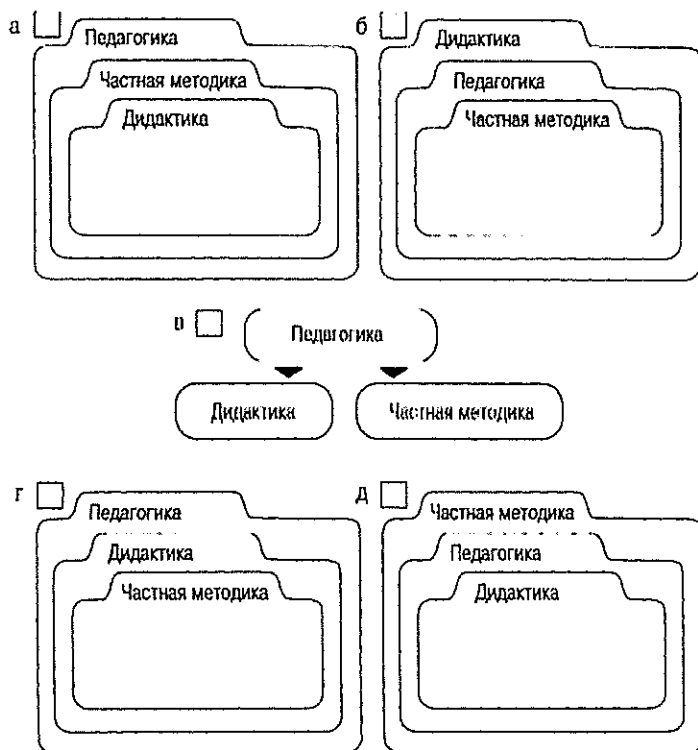 а
Педагогика
Частная методика
Дидактика
б
Дидактика
Педагогика
Частная методика
в
Педагогика
Дидактика
Частная методика
г
Педагогика
Дидактика
Частная методика
д
Частная методика
Педагогика
Дидактика